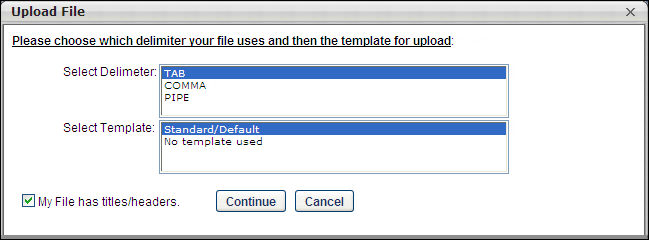 Upload File
Please choose which delimiter your file uses and then the template for upload:
Select Delimeter:
TAB
COMMA
PIPE
Select Template:
Standard/Default
No template used
My File has titles/headers.
Continue
Cancel